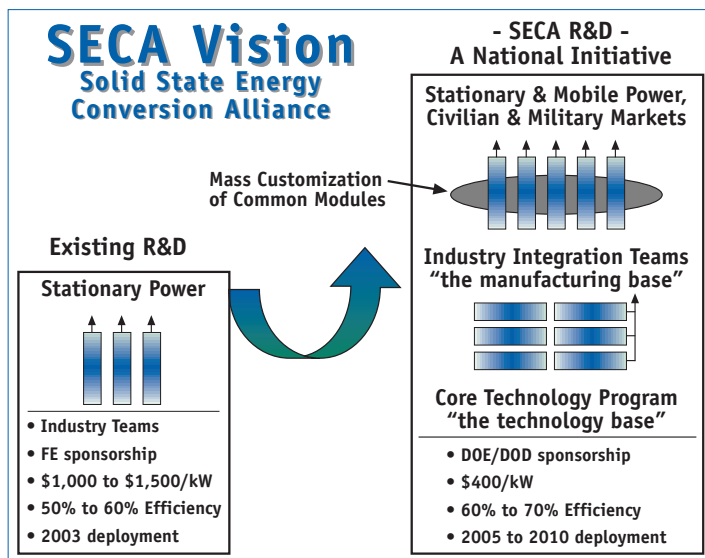 SECA Vision
Solid State Energy
Conversion Alliance
- SECA R&D -
A National Initiative
Stationary & Mobile Power,
Civilian & Military Markets
Mass Customization
of Common Modules
Existing R&D
Stationary Power
• Industry Teams
• FE sponsorship
• $1,000 to $1,500/kW
• 50% to 60% Efficiency
• 2003 deployment
Industry Integration Teams
“the manufacturing base”
Core Technology Program
“the technology base”
• DOE/DOD sponsorship
• $400/kW
• 60% to 70% Efficiency
• 2005 to 2010 deployment